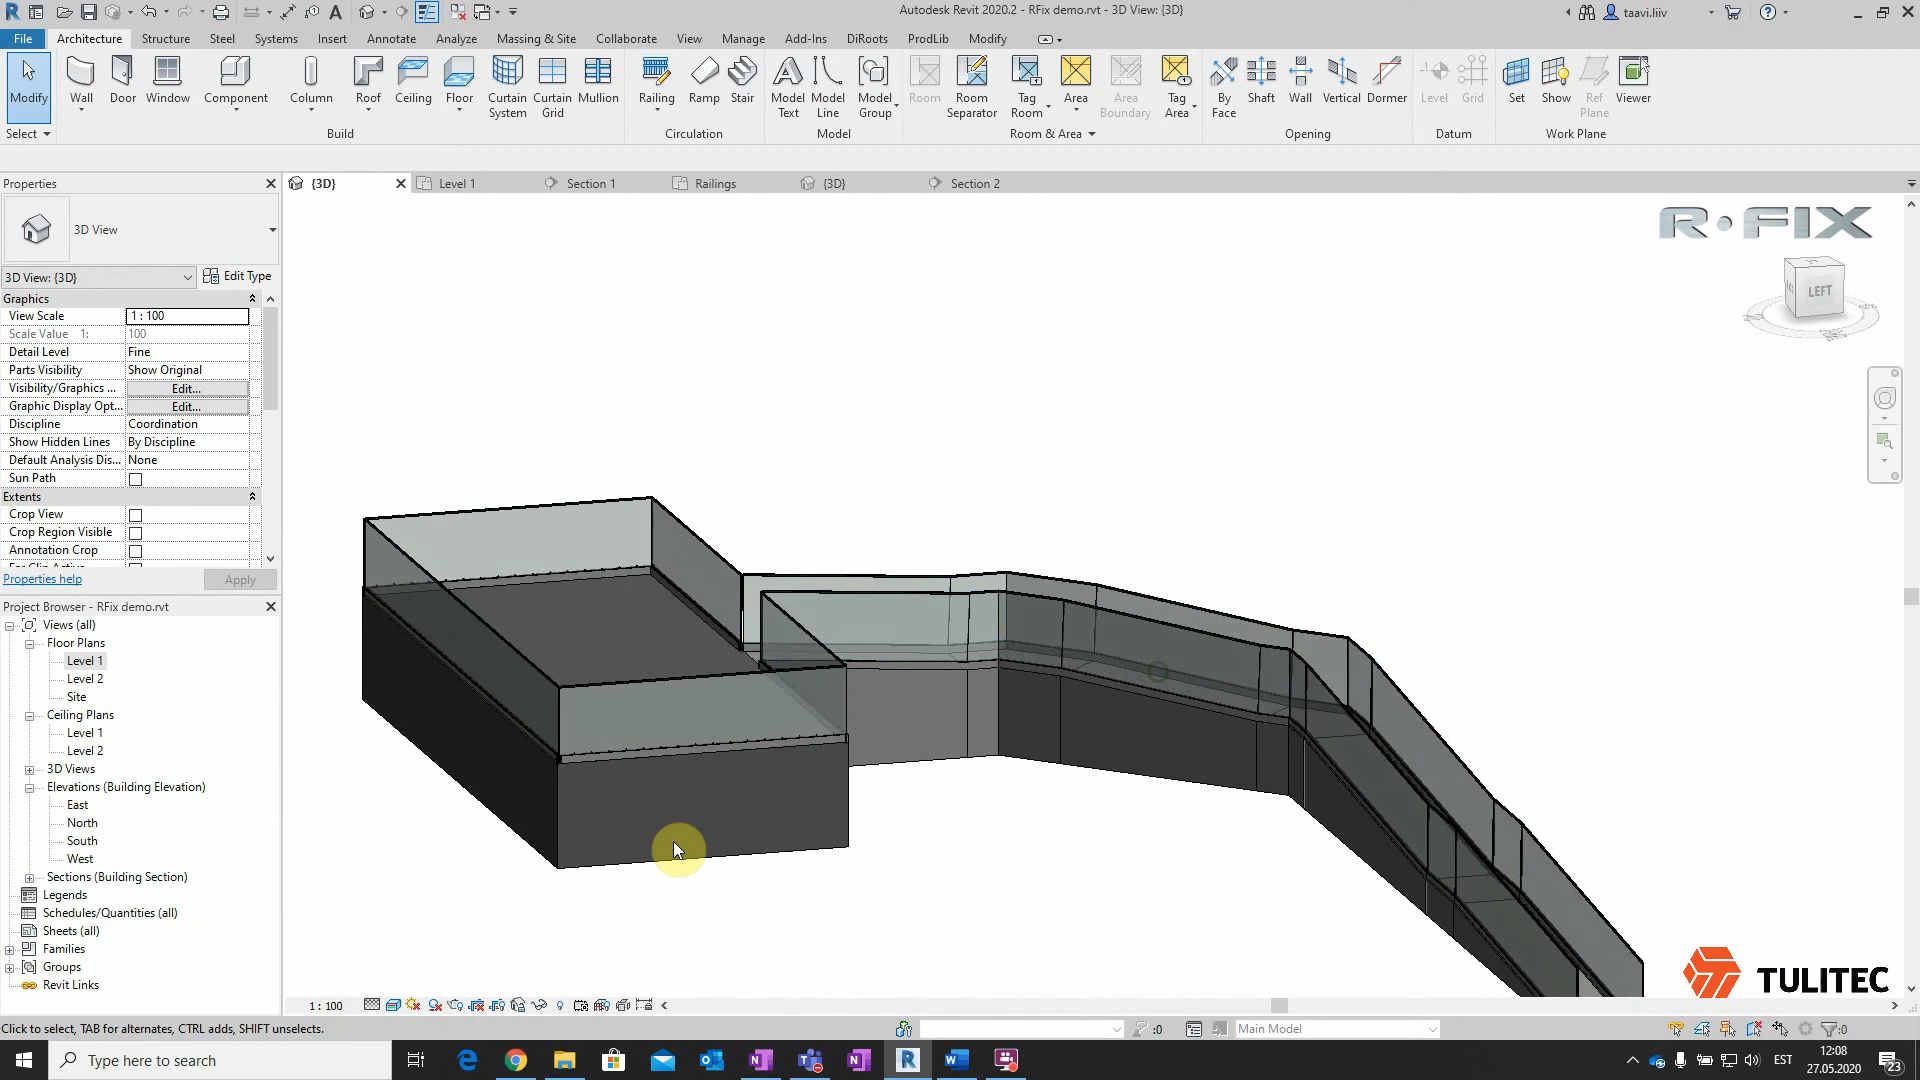 Autodesk Revit 2020.2 - RFix demo.rvt - 3D View: {3D}
taavi.liiv
File Architecture Structure Steel Systems Insert Annotate Analyze Massing & Site Collaborate View Manage Add-Ins DiRoots ProdLib Modify
Modify Wall Door Window Component Column Roof Ceiling Floor Curtain System Curtain Grid Mullion Railing Ramp Stair Model Text Model Line Model Group Room Room Separator Tag Room Area Area Boundary Tag Area By Face Shaft Wall Vertical Dormer Level Grid Set Show Ref Plane Viewer
Select Build Circulation Model Room & Area Opening Datum Work Plane
Properties
{3D} Level 1 Section 1 Railings {3D} Section 2
3D View
3D View: {3D} Edit Type
Graphics
View Scale 1 : 100
Scale Value 1: 100
Detail Level Fine
Parts Visibility Show Original
Visibility/Graphics ... Edit...
Graphic Display Opt... Edit...
Discipline Coordination
Show Hidden Lines By Discipline
Default Analysis Dis... None
Sun Path
Extents
Crop View
Crop Region Visible
Annotation Crop
Properties help Apply
Project Browser - RFix demo.rvt
Views (all)
Floor Plans
Level 1
Level 2
Site
Ceiling Plans
Level 1
Level 2
3D Views
Elevations (Building Elevation)
East
North
South
West
Sections (Building Section)
Legends
Schedules/Quantities (all)
Sheets (all)
Families
Groups
Revit Links
R•FIX
LEFT
TULITEC
1 : 100
Click to select, TAB for alternates, CTRL adds, SHIFT unselects.
:0
Main Model
:0
Type here to search
EST
12:08
27.05.2020
23